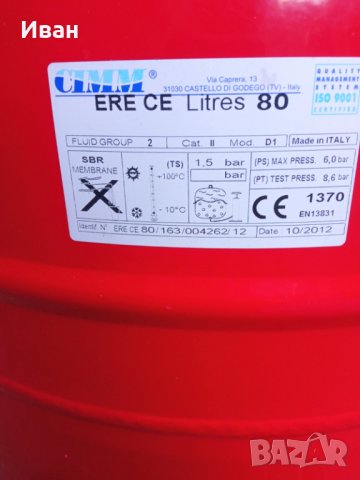 Иван
CIMM®
Via Caprera, 13
31030 CASTELLO DI GODEGO (TV) - Italy
QUALITY
MANAGEMENT
SYSTEM
ISO 9001
CERTIFIED
ERE CE Litres 80
FLUID GROUP 2 Cat. II Mod. D1 Made in ITALY
SBR
MEMBRANE
(TS)
+100°C
-10°C
1,5 bar
bar
(PS) MAX PRESS. 6,0 bar
(PT) TEST PRESS. 8,6 bar
CE 1370
EN13831
Identif. N° ERE CE 80/163/004262/12 Date 10/2012
BAZAR